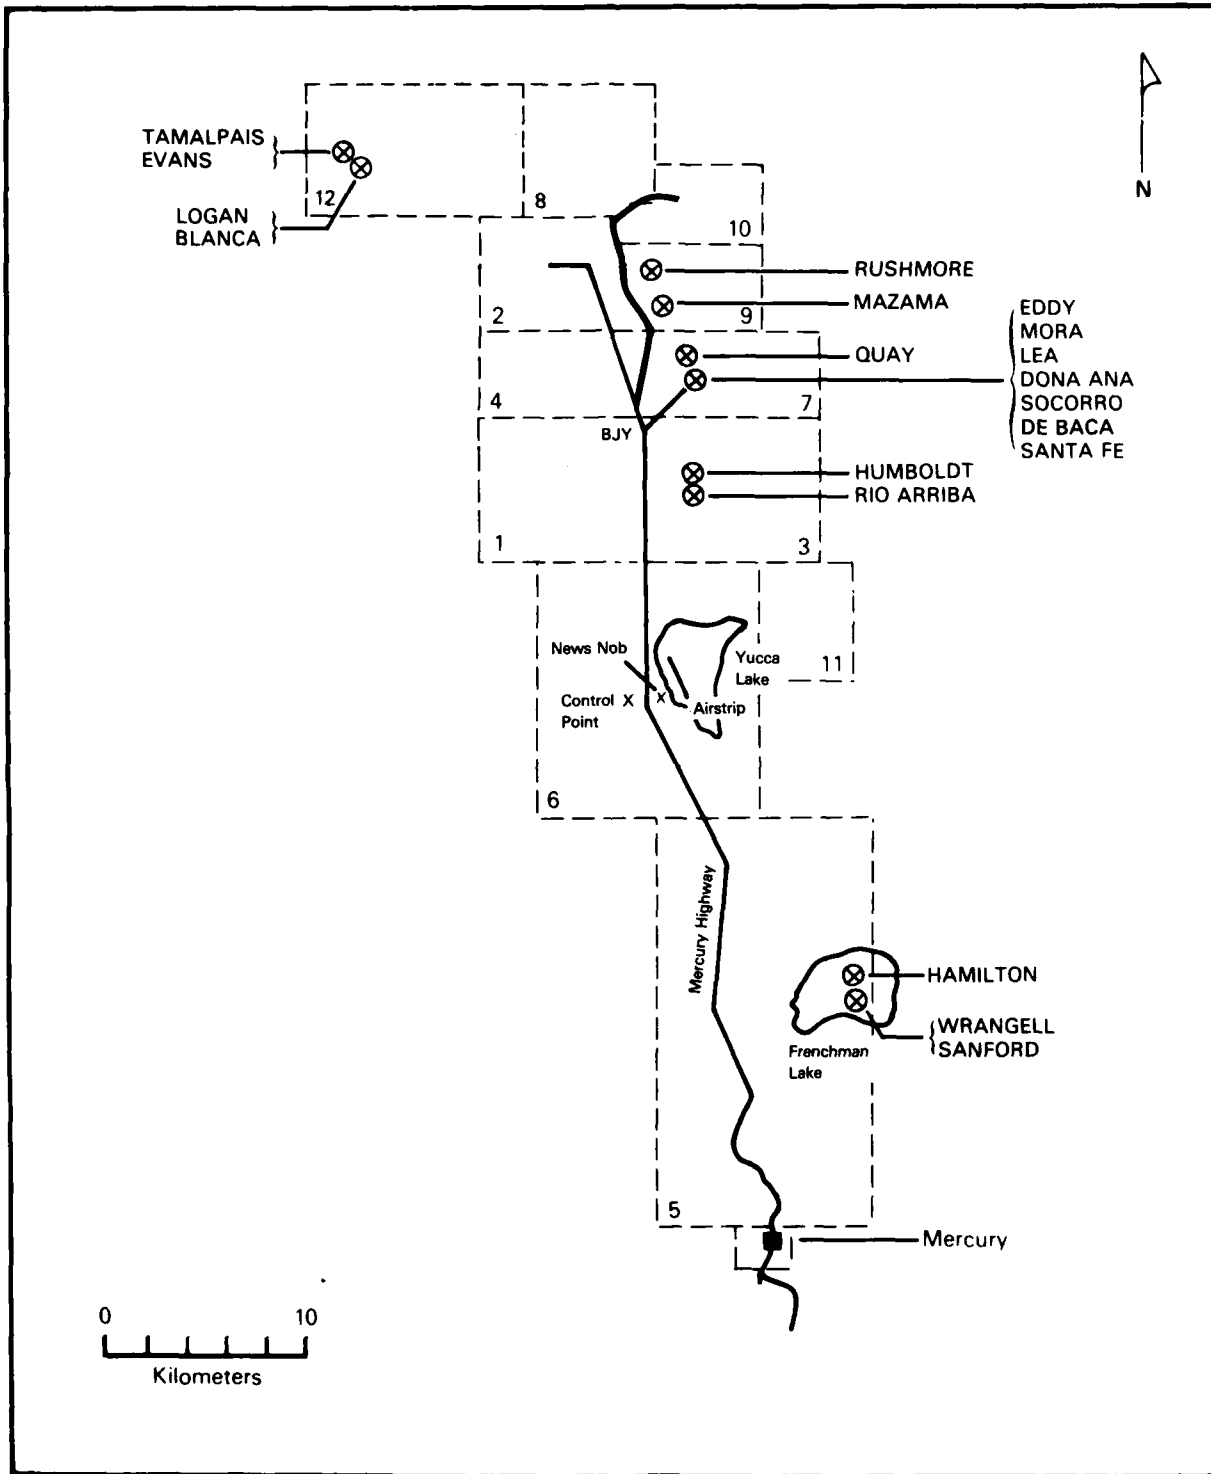 TAMALPAIS
EVANS
LOGAN
BLANCA
12
8
10
N
RUSHMORE
MAZAMA
2
9
QUAY
EDDY
MORA
LEA
DONA ANA
SOCORRO
DE BACA
SANTA FE
4
7
BJY
HUMBOLDT
RIO ARRIBA
1
3
News Nob
Yucca
Lake
11
Control
Point
X
X
Airstrip
6
Mercury Highway
HAMILTON
WRANGELL
SANFORD
Frenchman
Lake
5
Mercury
0 10
Kilometers